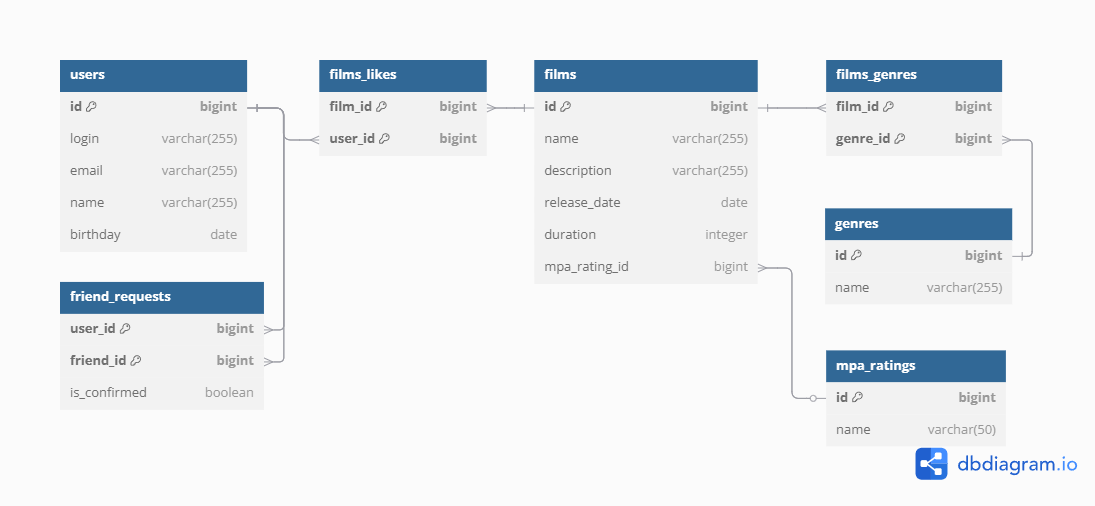 users
id bigint
login varchar(255)
email varchar(255)
name varchar(255)
birthday date
friend_requests
user_id bigint
friend_id bigint
is_confirmed boolean
films_likes
film_id bigint
user_id bigint
films
id bigint
name varchar(255)
description varchar(255)
release_date date
duration integer
mpa_rating_id bigint
films_genres
film_id bigint
genre_id bigint
genres
id bigint
name varchar(255)
mpa_ratings
id bigint
name varchar(50)
dbdiagram.io